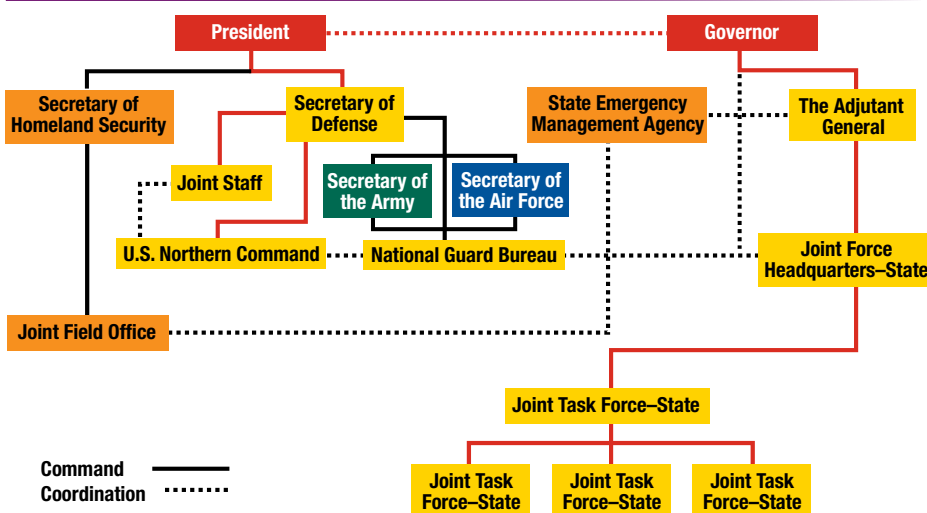 President
Governor
Secretary of
Homeland Security
Secretary of
Defense
State Emergency
Management Agency
The Adjutant
General
Joint Staff
Secretary of
the Army
Secretary of
the Air Force
U.S. Northern Command
National Guard Bureau
Joint Force
Headquarters–State
Joint Field Office
Joint Task Force–State
Joint Task
Force–State
Joint Task
Force–State
Joint Task
Force–State
Command
Coordination